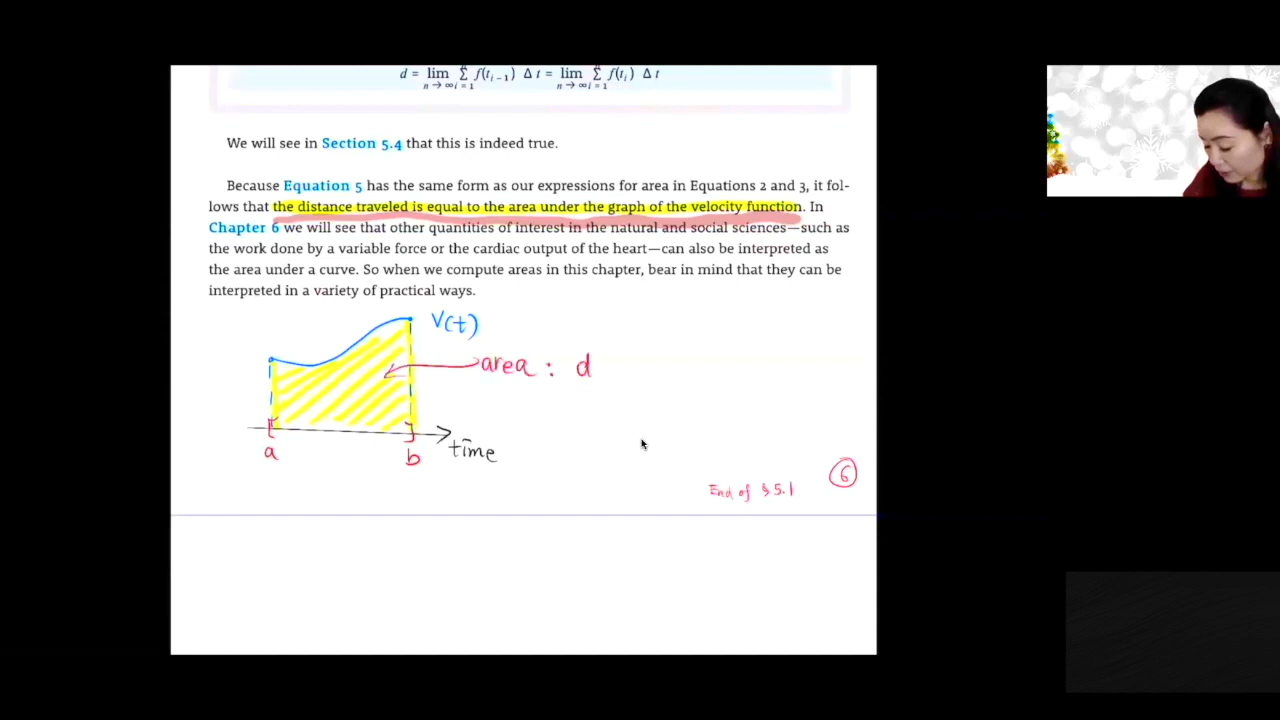 d = lim n → ∞ Σ i = 1 f(t i − 1) Δ t = lim n → ∞ Σ i = 1 f(t i) Δ t
We will see in Section 5.4 that this is indeed true.
Because Equation 5 has the same form as our expressions for area in Equations 2 and 3, it fol-
lows that the distance traveled is equal to the area under the graph of the velocity function. In
Chapter 6 we will see that other quantities of interest in the natural and social sciences—such as
the work done by a variable force or the cardiac output of the heart—can also be interpreted as
the area under a curve. So when we compute areas in this chapter, bear in mind that they can be
interpreted in a variety of practical ways.
V(t)
area : d
time
a b
End of § 5.1
6